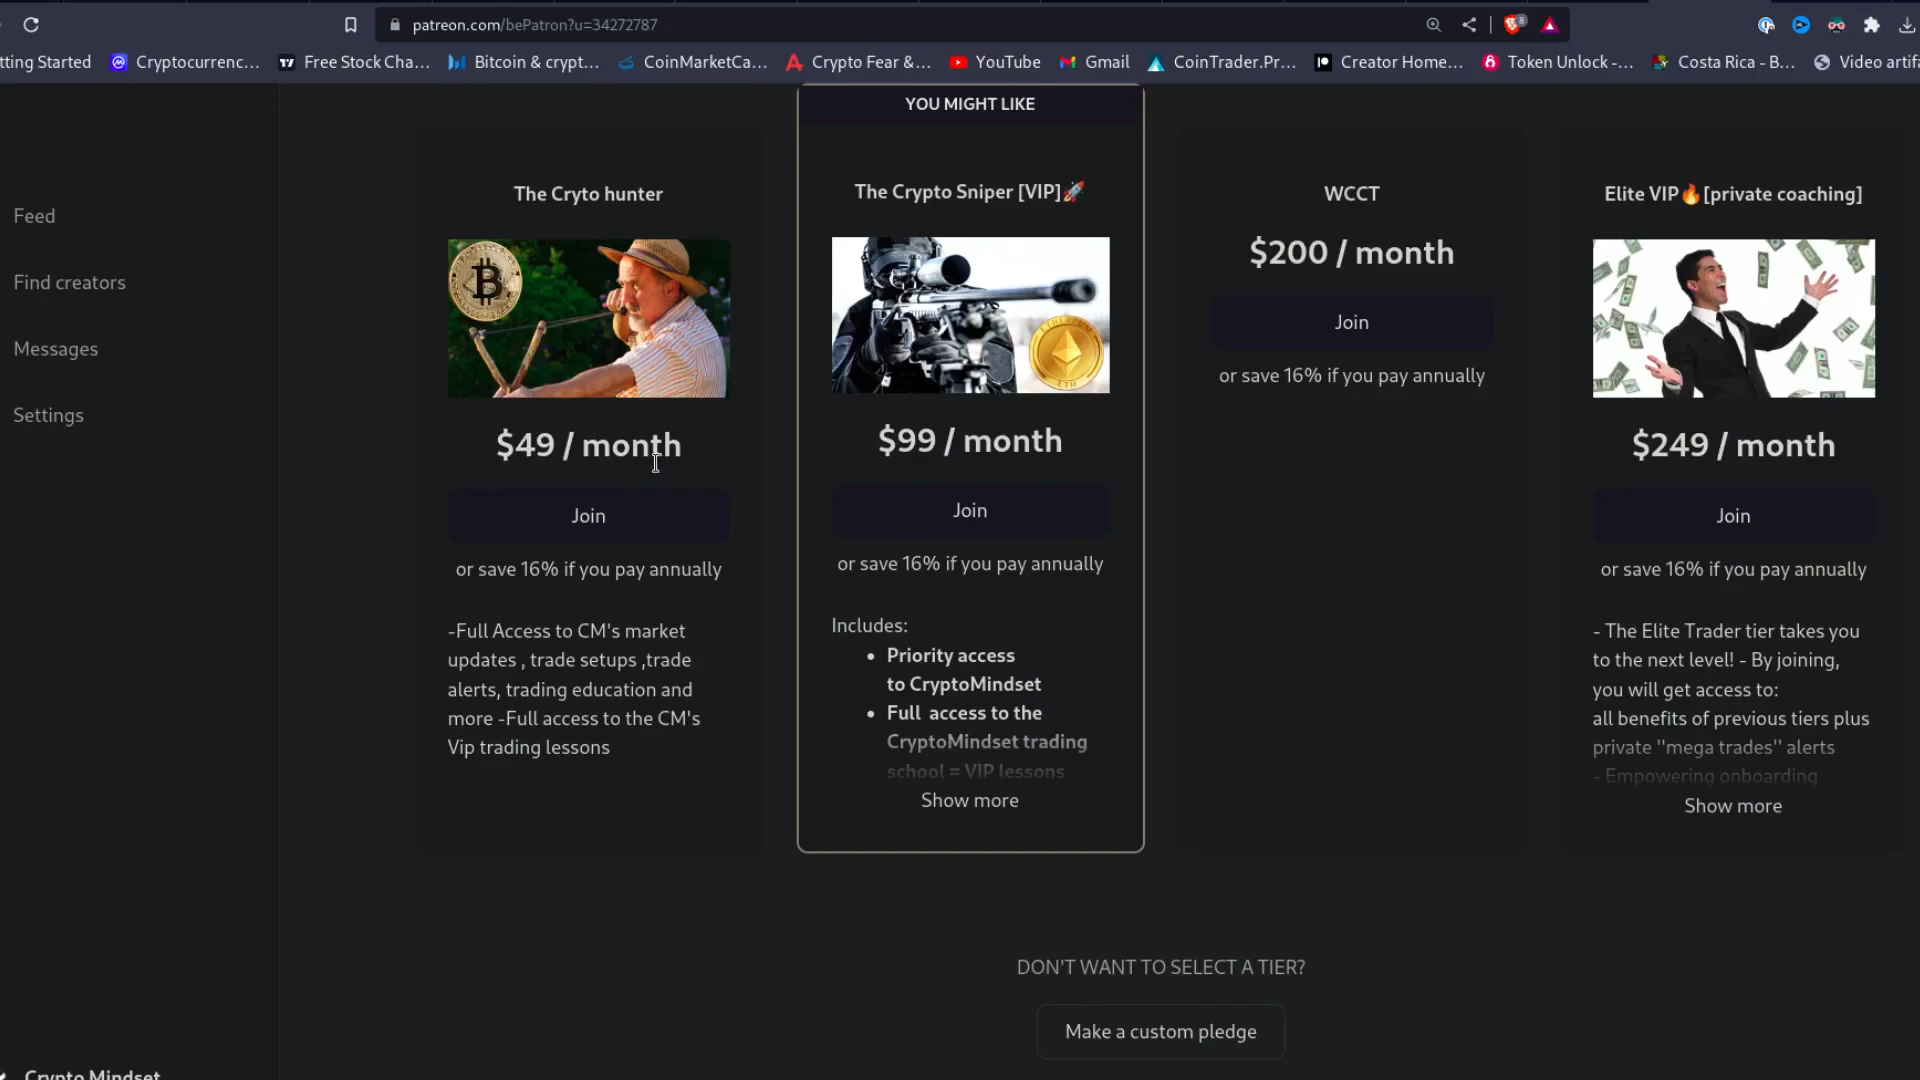 patreon.com/bePatron?u=34272787
8
tting Started
Cryptocurrenc...
Free Stock Cha...
Bitcoin & crypt...
CoinMarketCa...
Crypto Fear &...
YouTube
Gmail
CoinTrader.Pr...
Creator Home...
Token Unlock -...
Costa Rica - B...
Video artifa
Feed
Find creators
Messages
Settings
Crypto Mindset
The Cryto hunter
$49 / month
Join
or save 16% if you pay annually
-Full Access to CM's market
updates , trade setups ,trade
alerts, trading education and
more -Full access to the CM's
Vip trading lessons
YOU MIGHT LIKE
The Crypto Sniper [VIP]🚀
ETH
$99 / month
Join
or save 16% if you pay annually
Includes:
• Priority access
to CryptoMindset
• Full access to the
CryptoMindset trading
school = VIP lessons
Show more
WCCT
$200 / month
Join
or save 16% if you pay annually
Elite VIP🔥[private coaching]
$249 / month
Join
or save 16% if you pay annually
- The Elite Trader tier takes you
to the next level! - By joining,
you will get access to:
all benefits of previous tiers plus
private "mega trades" alerts
- Empowering onboarding
Show more
DON'T WANT TO SELECT A TIER?
Make a custom pledge